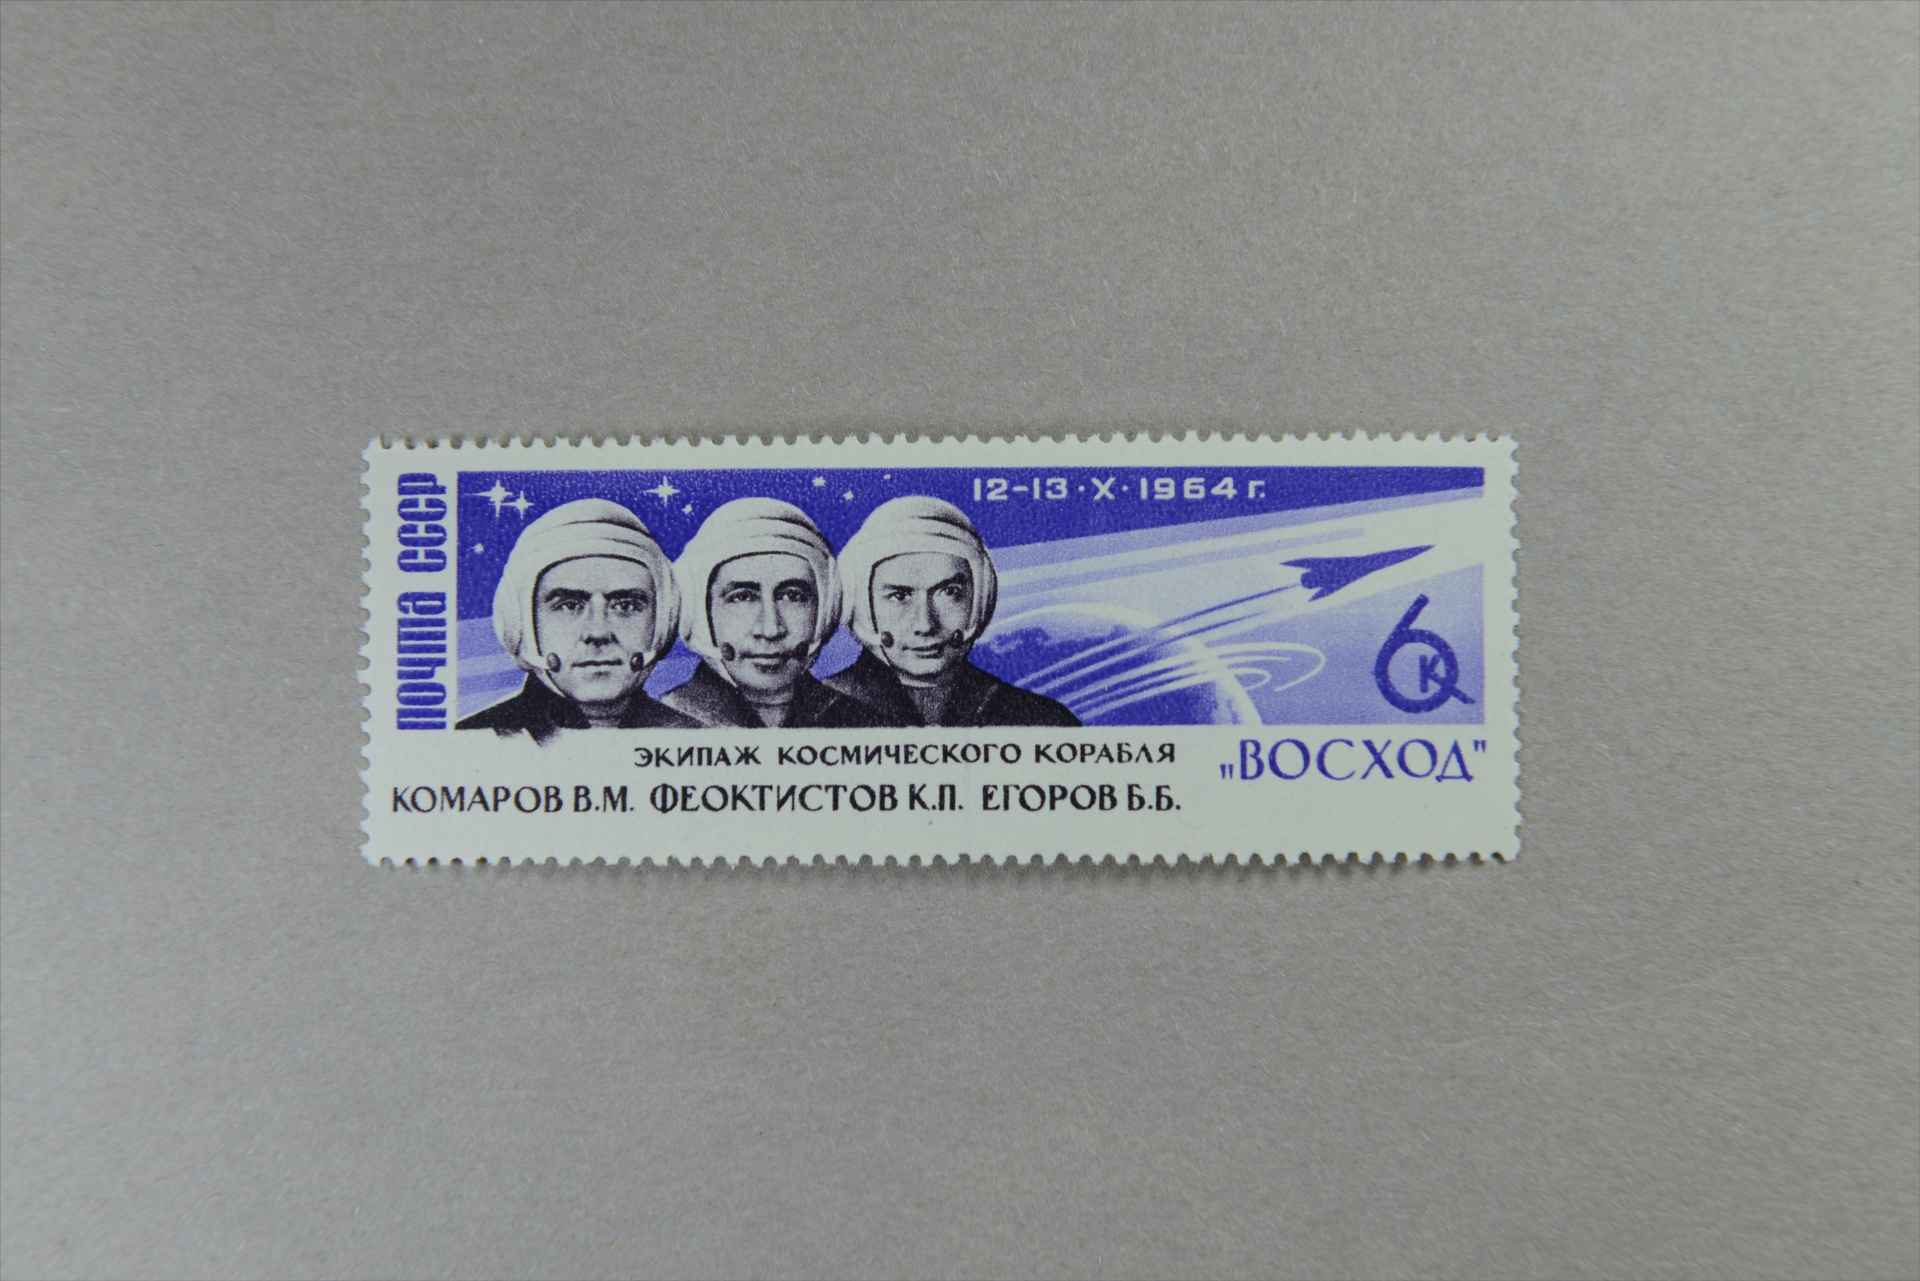 ПОЧТА СССР
12-13·X·1964 г.
6 к
ЭКИПАЖ КОСМИЧЕСКОГО КОРАБЛЯ „ВОСХОД"
КОМАРОВ В.М. ФЕОКТИСТОВ К.П. ЕГОРОВ Б.Б.